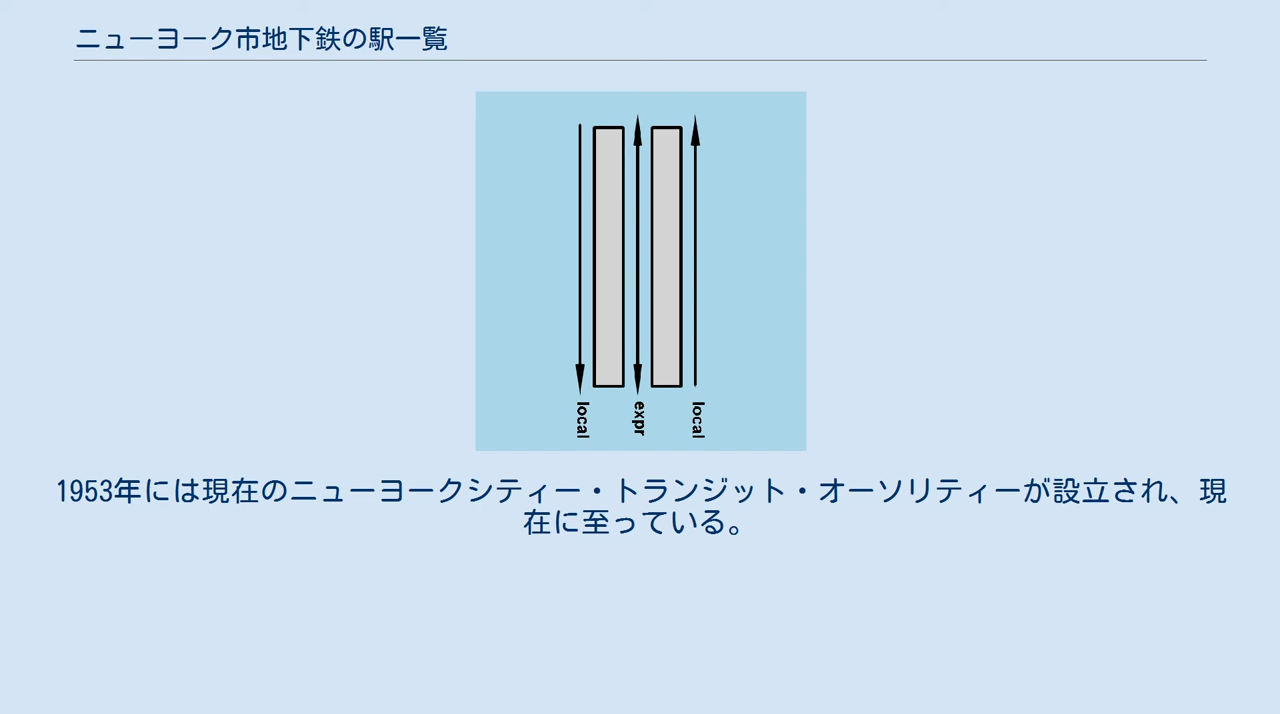 ニューヨーク市地下鉄の駅一覧
local
expr
local
1953年には現在のニューヨークシティー・トランジット・オーソリティーが設立され、現
在に至っている。